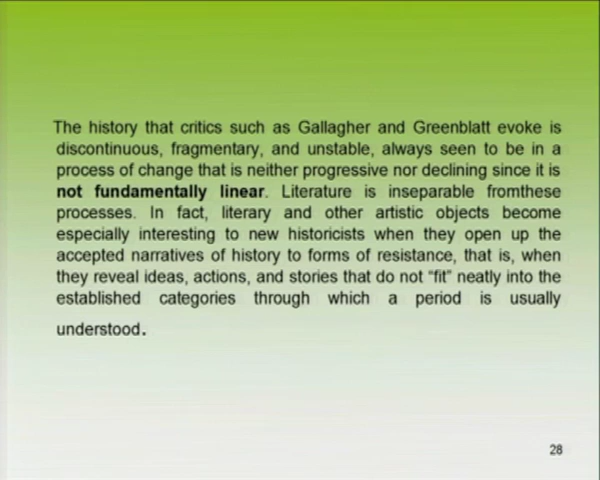 The history that critics such as Gallagher and Greenblatt evoke is
discontinuous, fragmentary, and unstable, always seen to be in a
process of change that is neither progressive nor declining since it is
not fundamentally linear. Literature is inseparable fromthese
processes. In fact, literary and other artistic objects become
especially interesting to new historicists when they open up the
accepted narratives of history to forms of resistance, that is, when
they reveal ideas, actions, and stories that do not “fit” neatly into the
established categories through which a period is usually
understood.
28